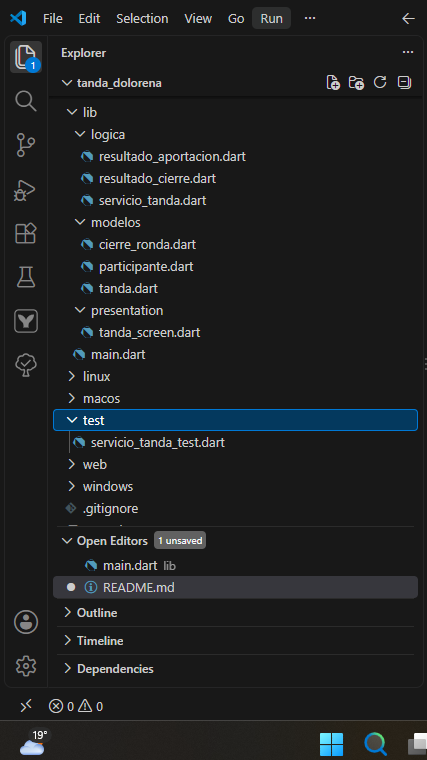 File Edit Selection View Go Run ···
Explorer ···
1
tanda_dolorena
lib
logica
resultado_aportacion.dart
resultado_cierre.dart
servicio_tanda.dart
modelos
cierre_ronda.dart
participante.dart
tanda.dart
presentation
tanda_screen.dart
main.dart
linux
macos
test
servicio_tanda_test.dart
web
windows
.gitignore
Open Editors 1 unsaved
main.dart lib
README.md
Outline
Timeline
Dependencies
0 0
19°